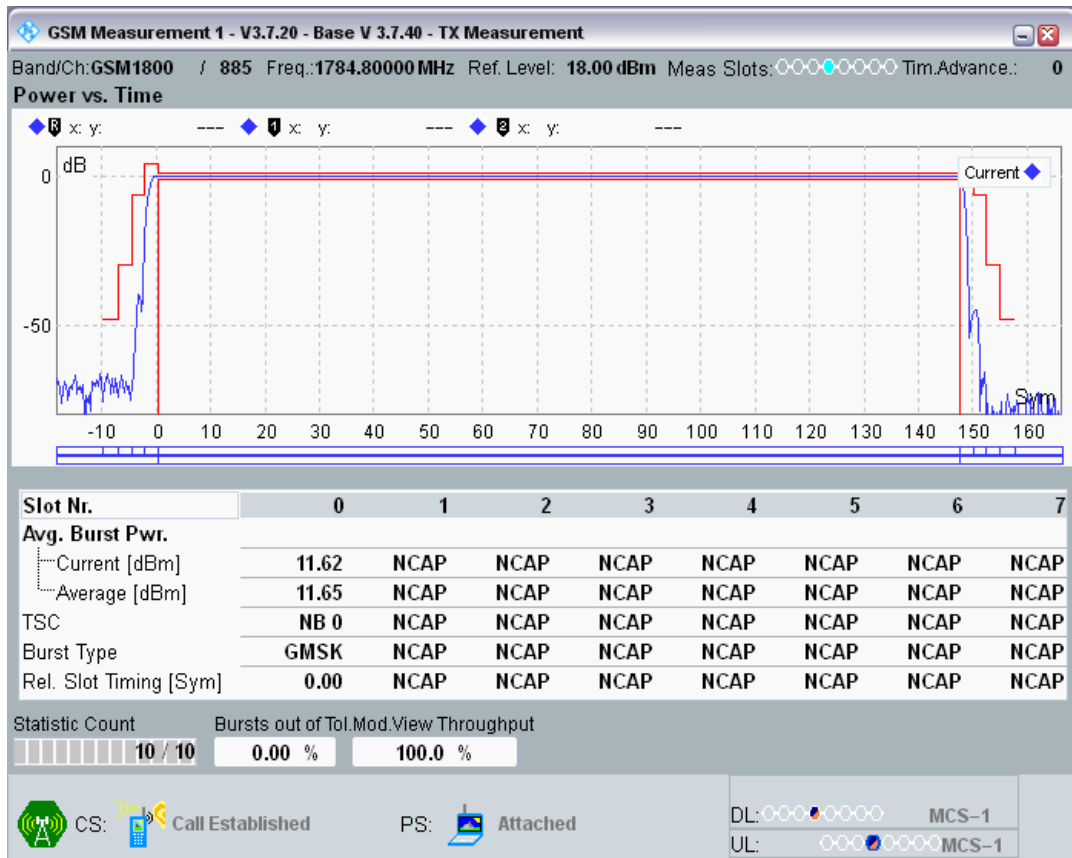 GSM Measurement 1 - V3.7.20 - Base V 3.7.40 - TX Measurement
Band/Ch:GSM1800 / 885 Freq.:1784.80000 MHz Ref. Level: 18.00 dBm Meas Slots: Tim.Advance.: 0
Power vs. Time
R x: y: --- 1 x: y: --- 2 x: y: ---
dB
0
Current
-50
Sym
-10 0 10 20 30 40 50 60 70 80 90 100 110 120 130 140 150 160
Slot Nr. 0 1 2 3 4 5 6 7
Avg. Burst Pwr.
Current [dBm] 11.62 NCAP NCAP NCAP NCAP NCAP NCAP NCAP
Average [dBm] 11.65 NCAP NCAP NCAP NCAP NCAP NCAP NCAP
TSC NB 0 NCAP NCAP NCAP NCAP NCAP NCAP NCAP
Burst Type GMSK NCAP NCAP NCAP NCAP NCAP NCAP NCAP
Rel. Slot Timing [Sym] 0.00 NCAP NCAP NCAP NCAP NCAP NCAP NCAP
Statistic Count Bursts out of Tol.Mod.View Throughput
10 / 10 0.00 % 100.0 %
CS: Call Established PS: Attached DL: MCS-1
UL: MCS-1